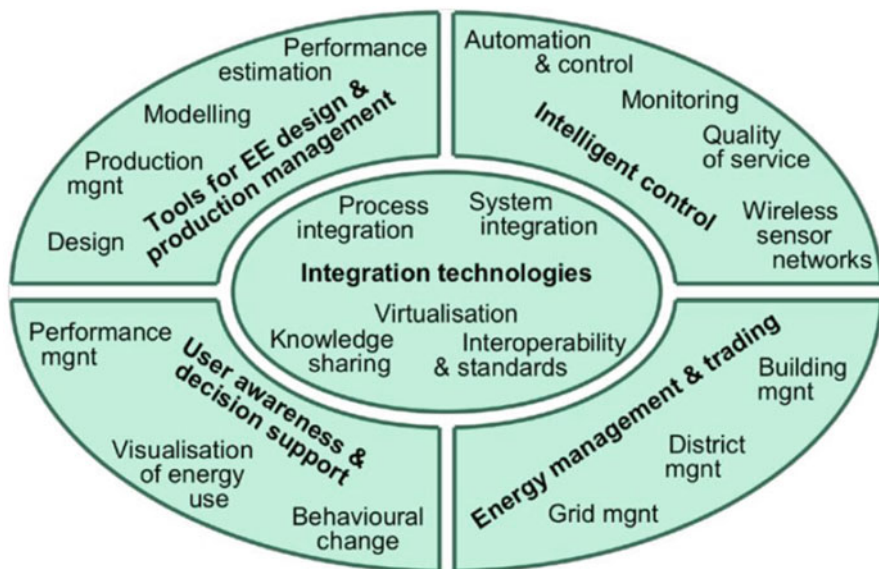 Performance
estimation
Modelling
Production
mgnt
Design
Tools for EE design &
production management
Automation
& control
Monitoring
Quality
of service
Wireless
sensor
networks
Intelligent control
Process
integration
System
integration
Integration technologies
Virtualisation
Knowledge
sharing
Interoperability
& standards
Performance
mgnt
User awareness &
decision support
Visualisation
of energy
use
Behavioural
change
Energy management & trading
Building
mgnt
District
mgnt
Grid mgnt